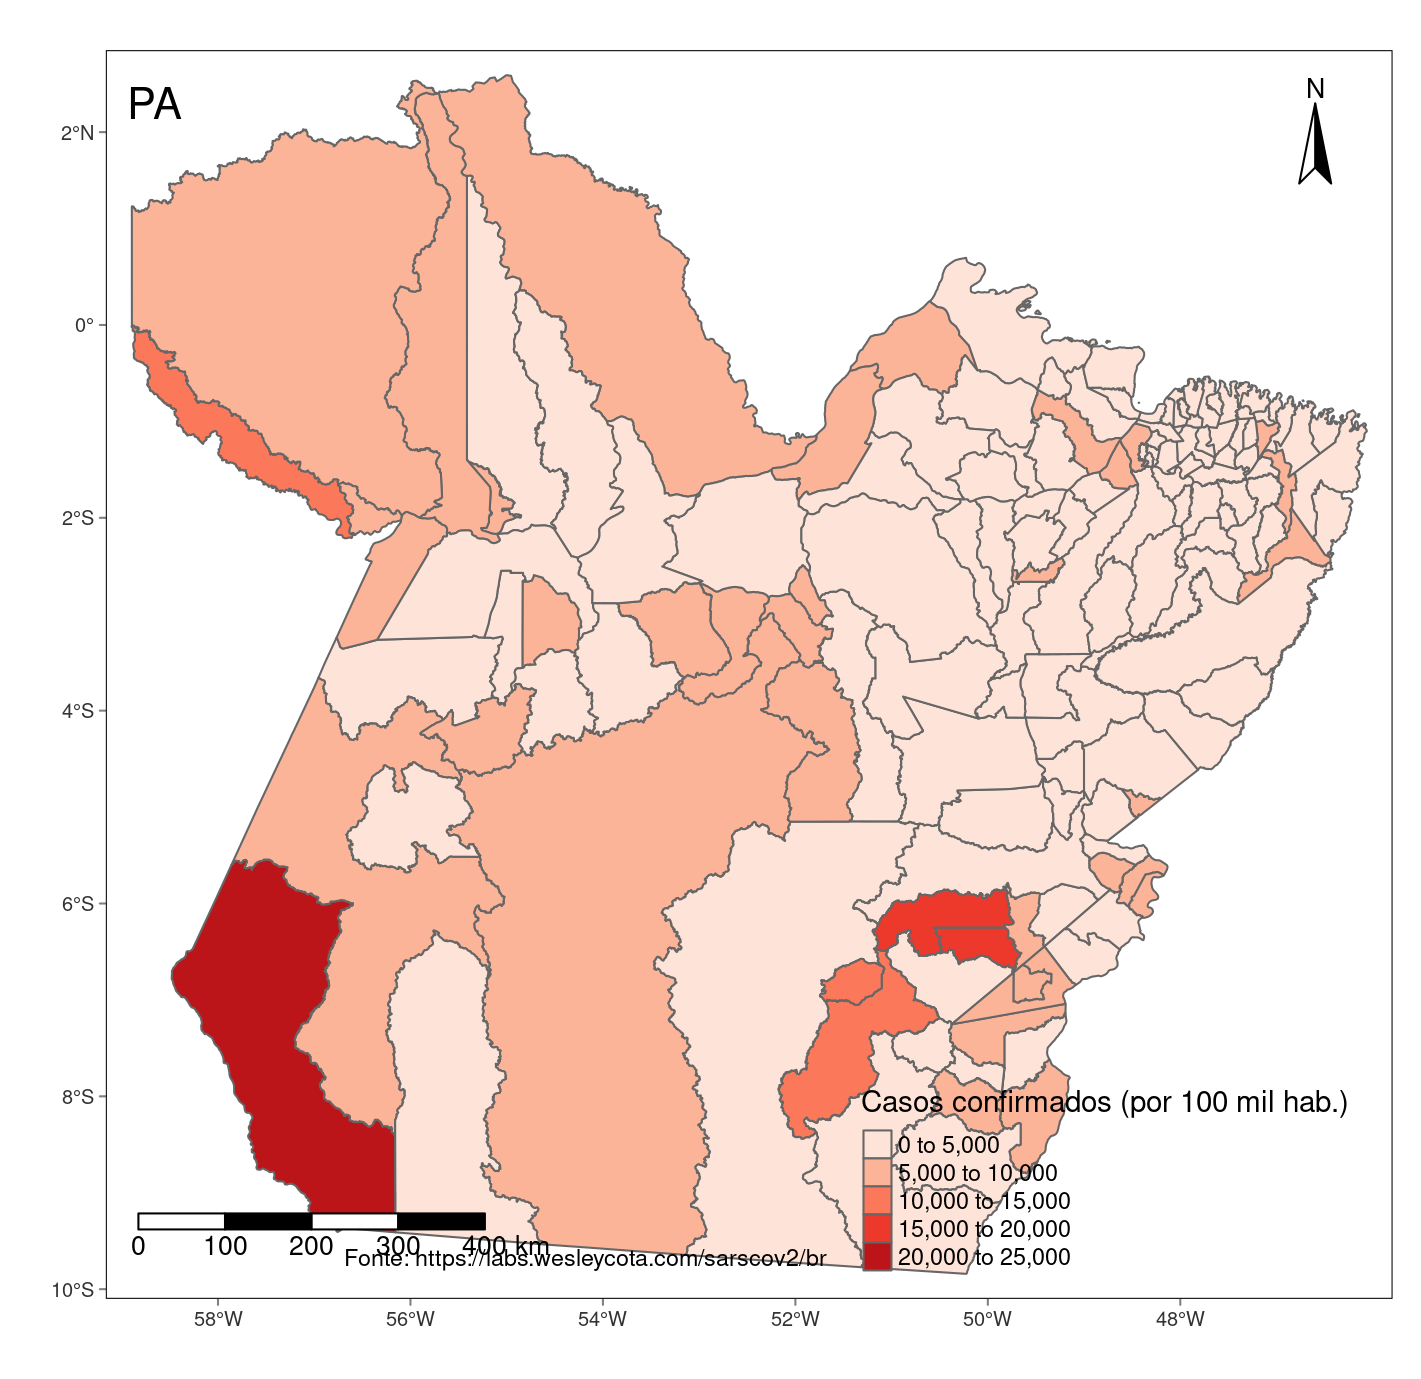 PA
N
2°N
0°
2°S
4°S
6°S
8°S
10°S
Casos confirmados (por 100 mil hab.)
0 to 5,000
5,000 to 10,000
10,000 to 15,000
15,000 to 20,000
20,000 to 25,000
0 100 200 300 400 km
Fonte: https://labs.wesleycota.com/sarscov2/br
58°W 56°W 54°W 52°W 50°W 48°W